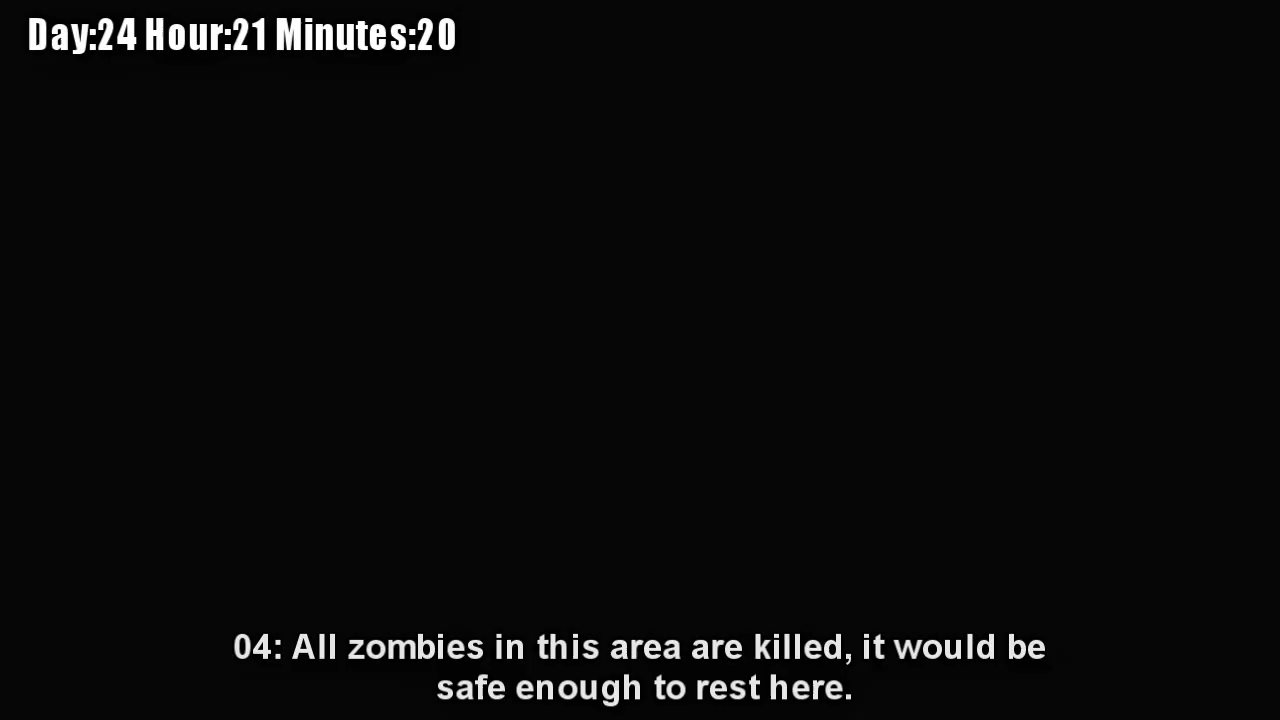 Day:24 Hour:21 Minutes:20
04: All zombies in this area are killed, it would be
safe enough to rest here.